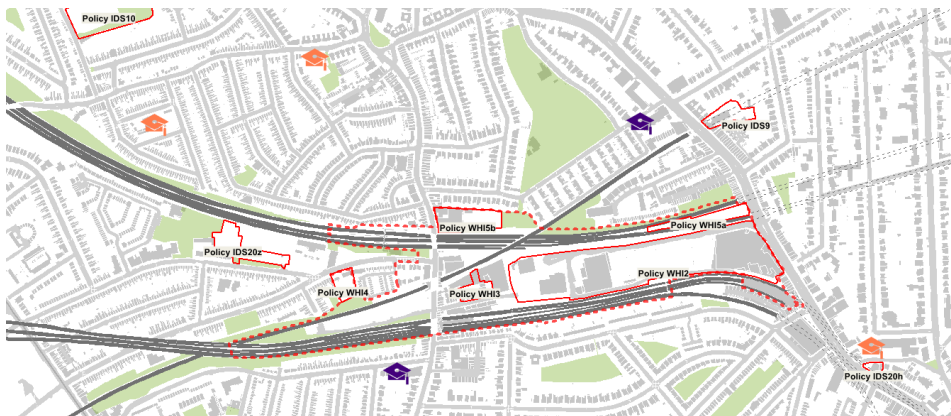 Policy IDS10
Policy IDS9
Policy WHI5b
Policy WHI5a
Policy IDS20z
Policy WHI2
Policy WHI4
Policy WHI3
Policy IDS20h